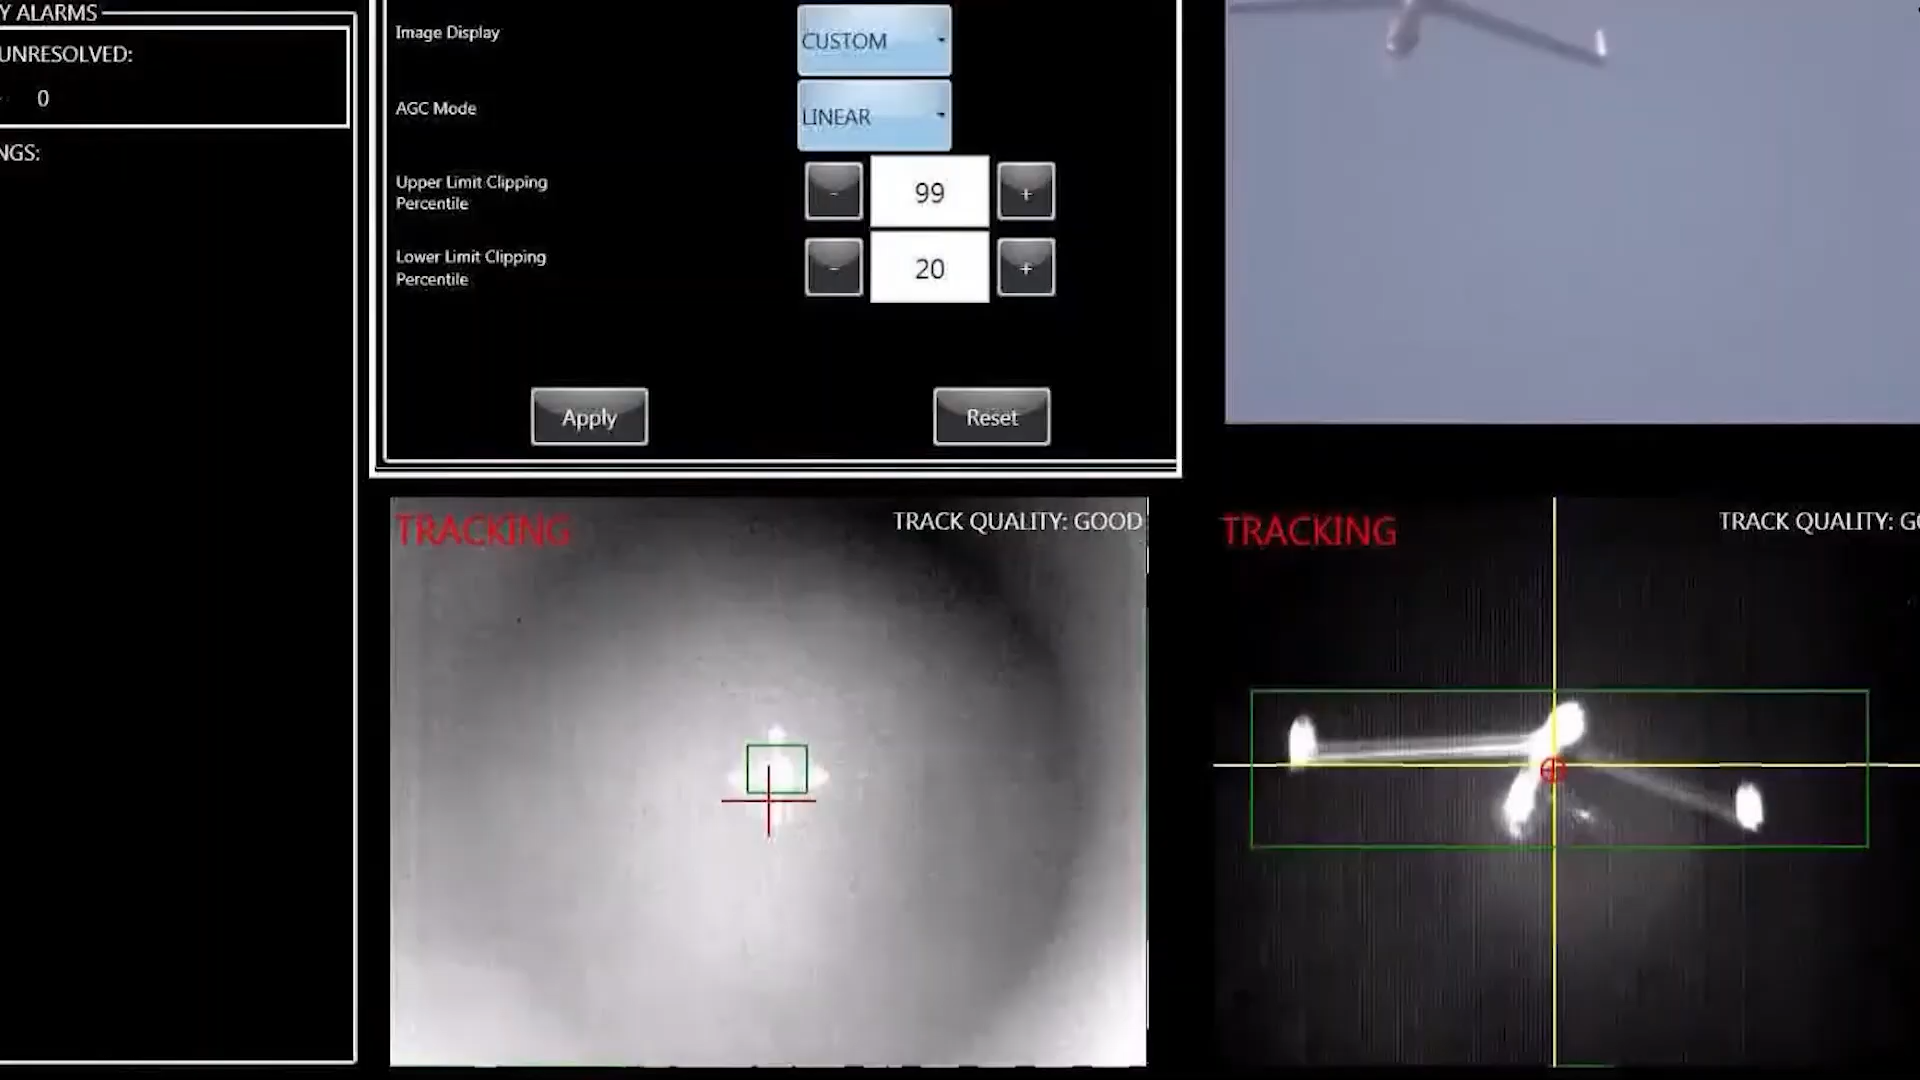 Y ALARMS
UNRESOLVED:
0
NGS:
Image Display
CUSTOM
AGC Mode
LINEAR
Upper Limit Clipping
Percentile
-
99
+
Lower Limit Clipping
Percentile
-
20
+
Apply
Reset
TRACKING
TRACK QUALITY: GOOD
TRACKING
TRACK QUALITY: GO